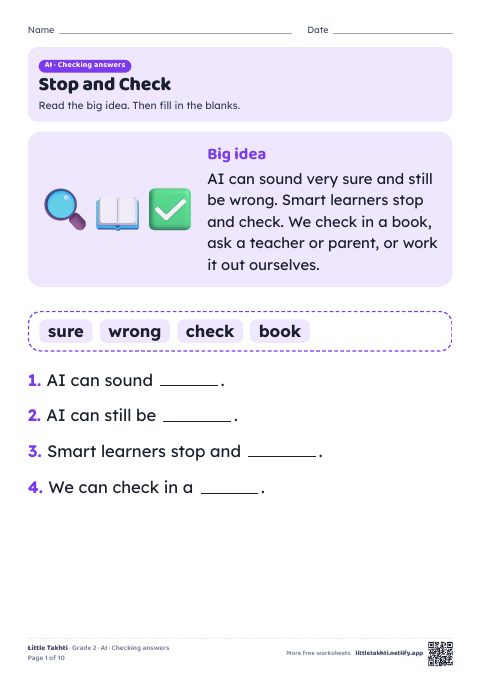 Name
Date
AI · Checking answers
Stop and Check
Read the big idea. Then fill in the blanks.
Big idea
AI can sound very sure and still
be wrong. Smart learners stop
and check. We check in a book,
ask a teacher or parent, or work
it out ourselves.
sure wrong check book
1. AI can sound ______.
2. AI can still be ______.
3. Smart learners stop and ______.
4. We can check in a ______.
Little Takhti · Grade 2 · AI · Checking answers
Page 1 of 10
More free worksheets littletakhti.netlify.app